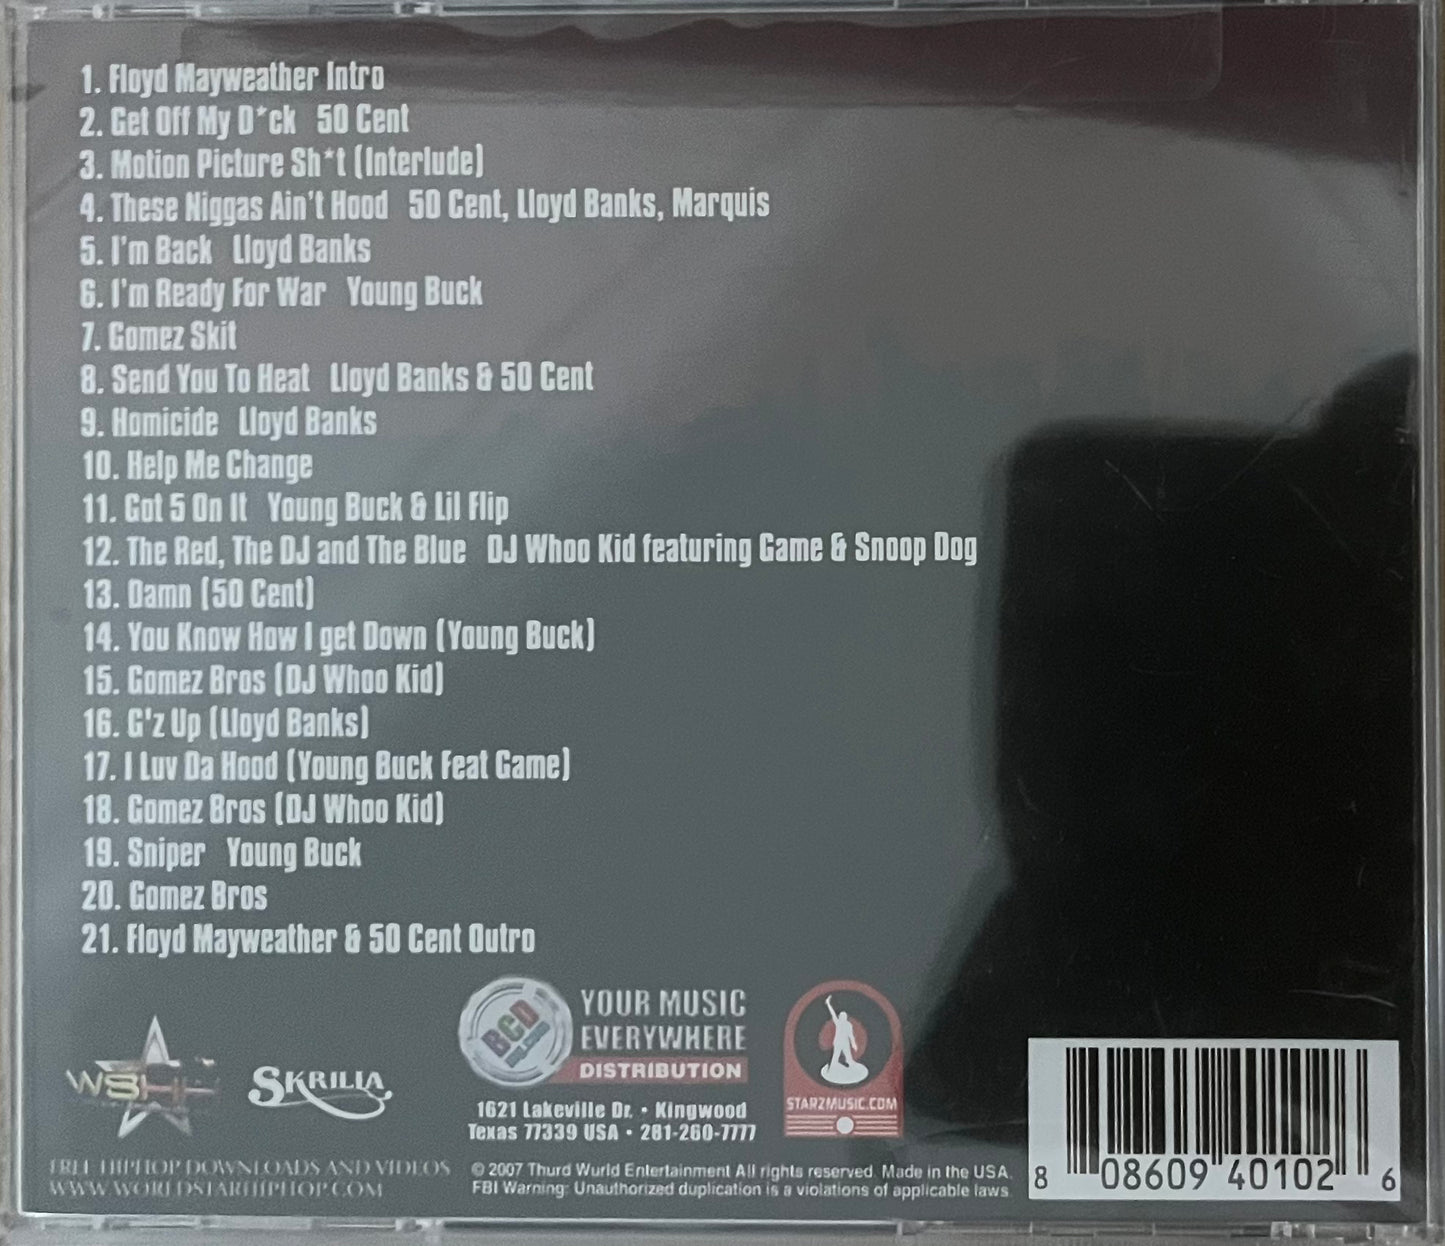 1. Floyd Mayweather Intro
2. Get Off My D*ck 50 Cent
3. Motion Picture Sh*t (Interlude)
4. These Niggas Ain't Hood 50 Cent, Lloyd Banks, Marquis
5. I'm Back Lloyd Banks
6. I'm Ready For War Young Buck
7. Gomez Skit
8. Send You To Heat Lloyd Banks & 50 Cent
9. Homicide Lloyd Banks
10. Help Me Change
11. Got 5 On It Young Buck & Lil Flip
12. The Red, The DJ and The Blue DJ Whoo Kid featuring Game & Snoop Dog
13. Damn (50 Cent)
14. You Know How I get Down (Young Buck)
15. Gomez Bros (DJ Whoo Kid)
16. G'z Up (Lloyd Banks)
17. I Luv Da Hood (Young Buck Feat Game)
18. Gomez Bros (DJ Whoo Kid)
19. Sniper Young Buck
20. Gomez Bros
21. Floyd Mayweather & 50 Cent Outro
WSHH
SKRILLA
BCD
YOUR MUSIC
EVERYWHERE
DISTRIBUTION
1621 Lakeville Dr. • Kingwood
Texas 77339 USA • 281-260-7777
STARZMUSIC.COM
FREE HIPHOP DOWNLOADS AND VIDEOS
WWW.WORLDSTARHIPHOP.COM
© 2007 Thurd Wurld Entertainment All rights reserved. Made in the USA.
FBI Warning: Unauthorized duplication is a violations of applicable laws.
8 08609 40102 6